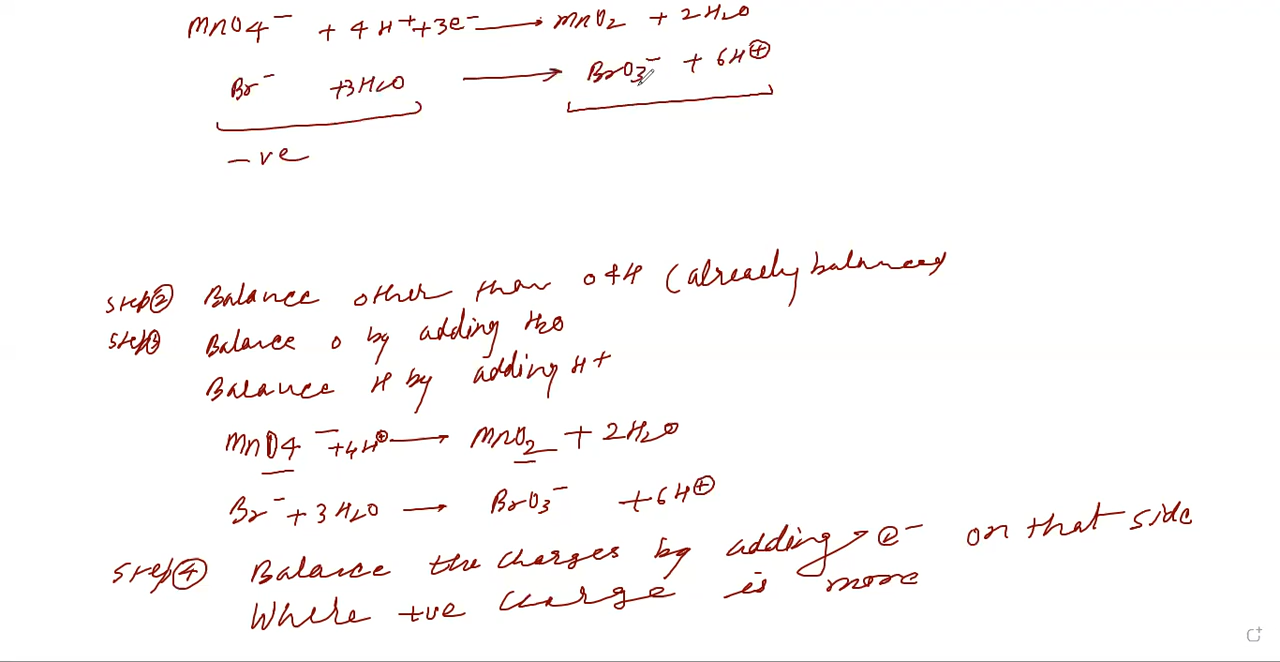 MnO4⁻ + 4H⁺ + 3e⁻ → MnO2 + 2H2O
Br⁻ + 3H2O → BrO3⁻ + 6H⊕
-ve
Step② Balance other than O & H (already balanced)
Step③ Balance O by adding H2O
Balance H by adding H+
MnO4⁻ + 4H⊕ → MnO2 + 2H2O
Br⁻ + 3H2O → BrO3⁻ + 6H⊕
Step④ Balance the charges by adding e⁻ on that side
Where +ve charge is more